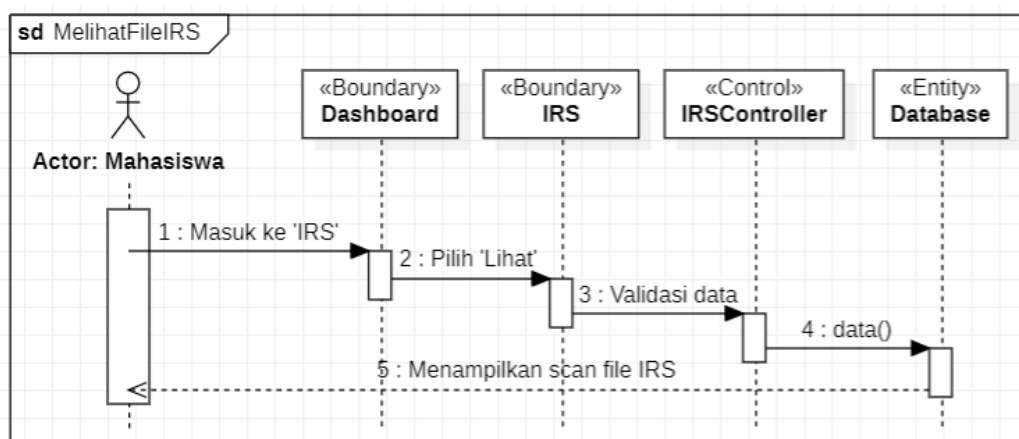 sd MelihatFileIRS
«Boundary»
Dashboard
«Boundary»
IRS
«Control»
IRSController
«Entity»
Database
Actor: Mahasiswa
1 : Masuk ke 'IRS'
2 : Pilih 'Lihat'
3 : Validasi data
4 : data()
5 : Menampilkan scan file IRS